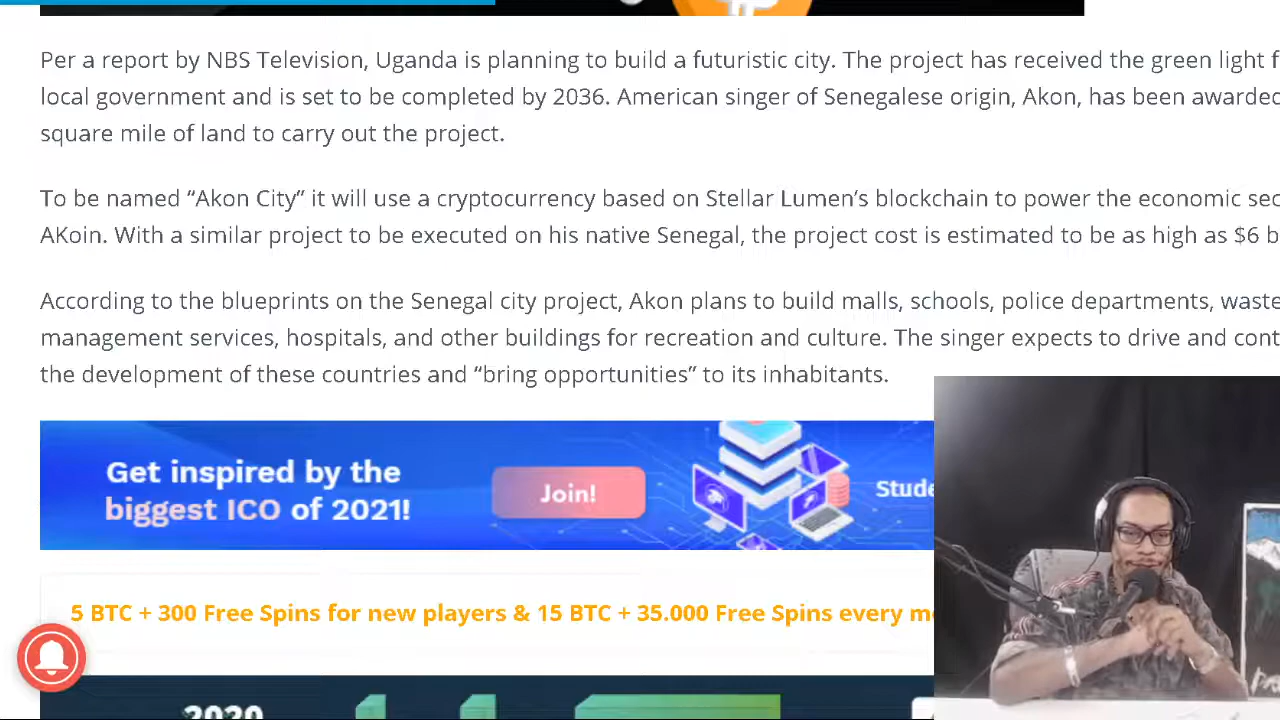 Per a report by NBS Television, Uganda is planning to build a futuristic city. The project has received the green light f
local government and is set to be completed by 2036. American singer of Senegalese origin, Akon, has been awarded
square mile of land to carry out the project.
To be named “Akon City” it will use a cryptocurrency based on Stellar Lumen’s blockchain to power the economic sec
AKoin. With a similar project to be executed on his native Senegal, the project cost is estimated to be as high as $6 b
According to the blueprints on the Senegal city project, Akon plans to build malls, schools, police departments, waste
management services, hospitals, and other buildings for recreation and culture. The singer expects to drive and cont
the development of these countries and “bring opportunities” to its inhabitants.
Get inspired by the
biggest ICO of 2021!
Join!
Stude
5 BTC + 300 Free Spins for new players & 15 BTC + 35.000 Free Spins every m
2020